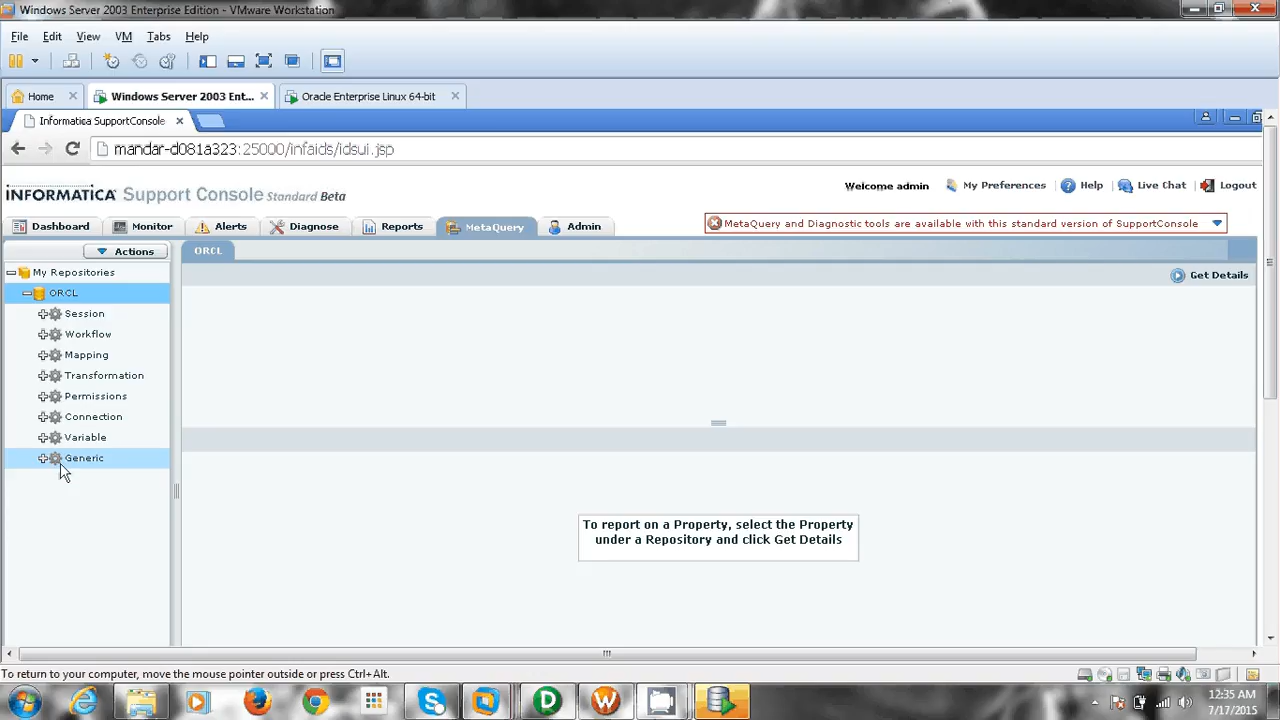 Windows Server 2003 Enterprise Edition - VMware Workstation
File Edit View VM Tabs Help
Home Windows Server 2003 Ent... Oracle Enterprise Linux 64-bit
Informatica SupportConsole
mandar-d081a323:25000/infaids/idsui.jsp
INFORMATICA Support Console Standard Beta
Welcome admin My Preferences Help Live Chat Logout
Dashboard Monitor Alerts Diagnose Reports MetaQuery Admin
MetaQuery and Diagnostic tools are available with this standard version of SupportConsole
Actions
ORCL
My Repositories
Get Details
ORCL
Session
Workflow
Mapping
Transformation
Permissions
Connection
Variable
Generic
To report on a Property, select the Property
under a Repository and click Get Details
To return to your computer, move the mouse pointer outside or press Ctrl+Alt.
12:35 AM
7/17/2015